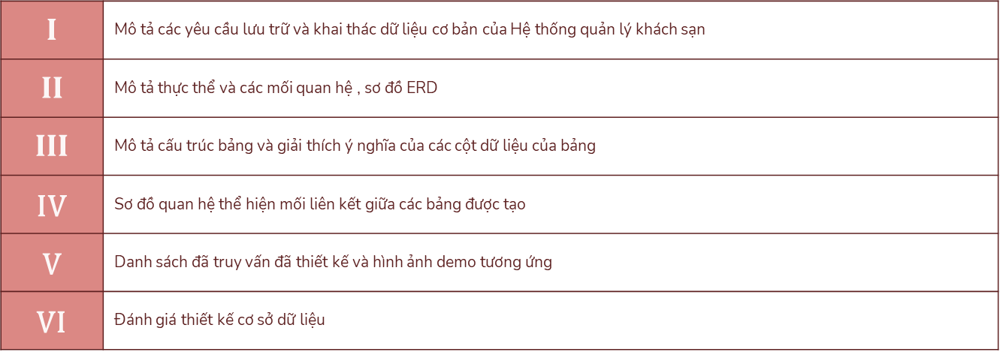 I
Mô tả các yêu cầu lưu trữ và khai thác dữ liệu cơ bản của Hệ thống quản lý khách sạn
II
Mô tả thực thể và các mối quan hệ , sơ đồ ERD
III
Mô tả cấu trúc bảng và giải thích ý nghĩa của các cột dữ liệu của bảng
IV
Sơ đồ quan hệ thể hiện mối liên kết giữa các bảng được tạo
V
Danh sách đã truy vấn đã thiết kế và hình ảnh demo tương ứng
VI
Đánh giá thiết kế cơ sở dữ liệu